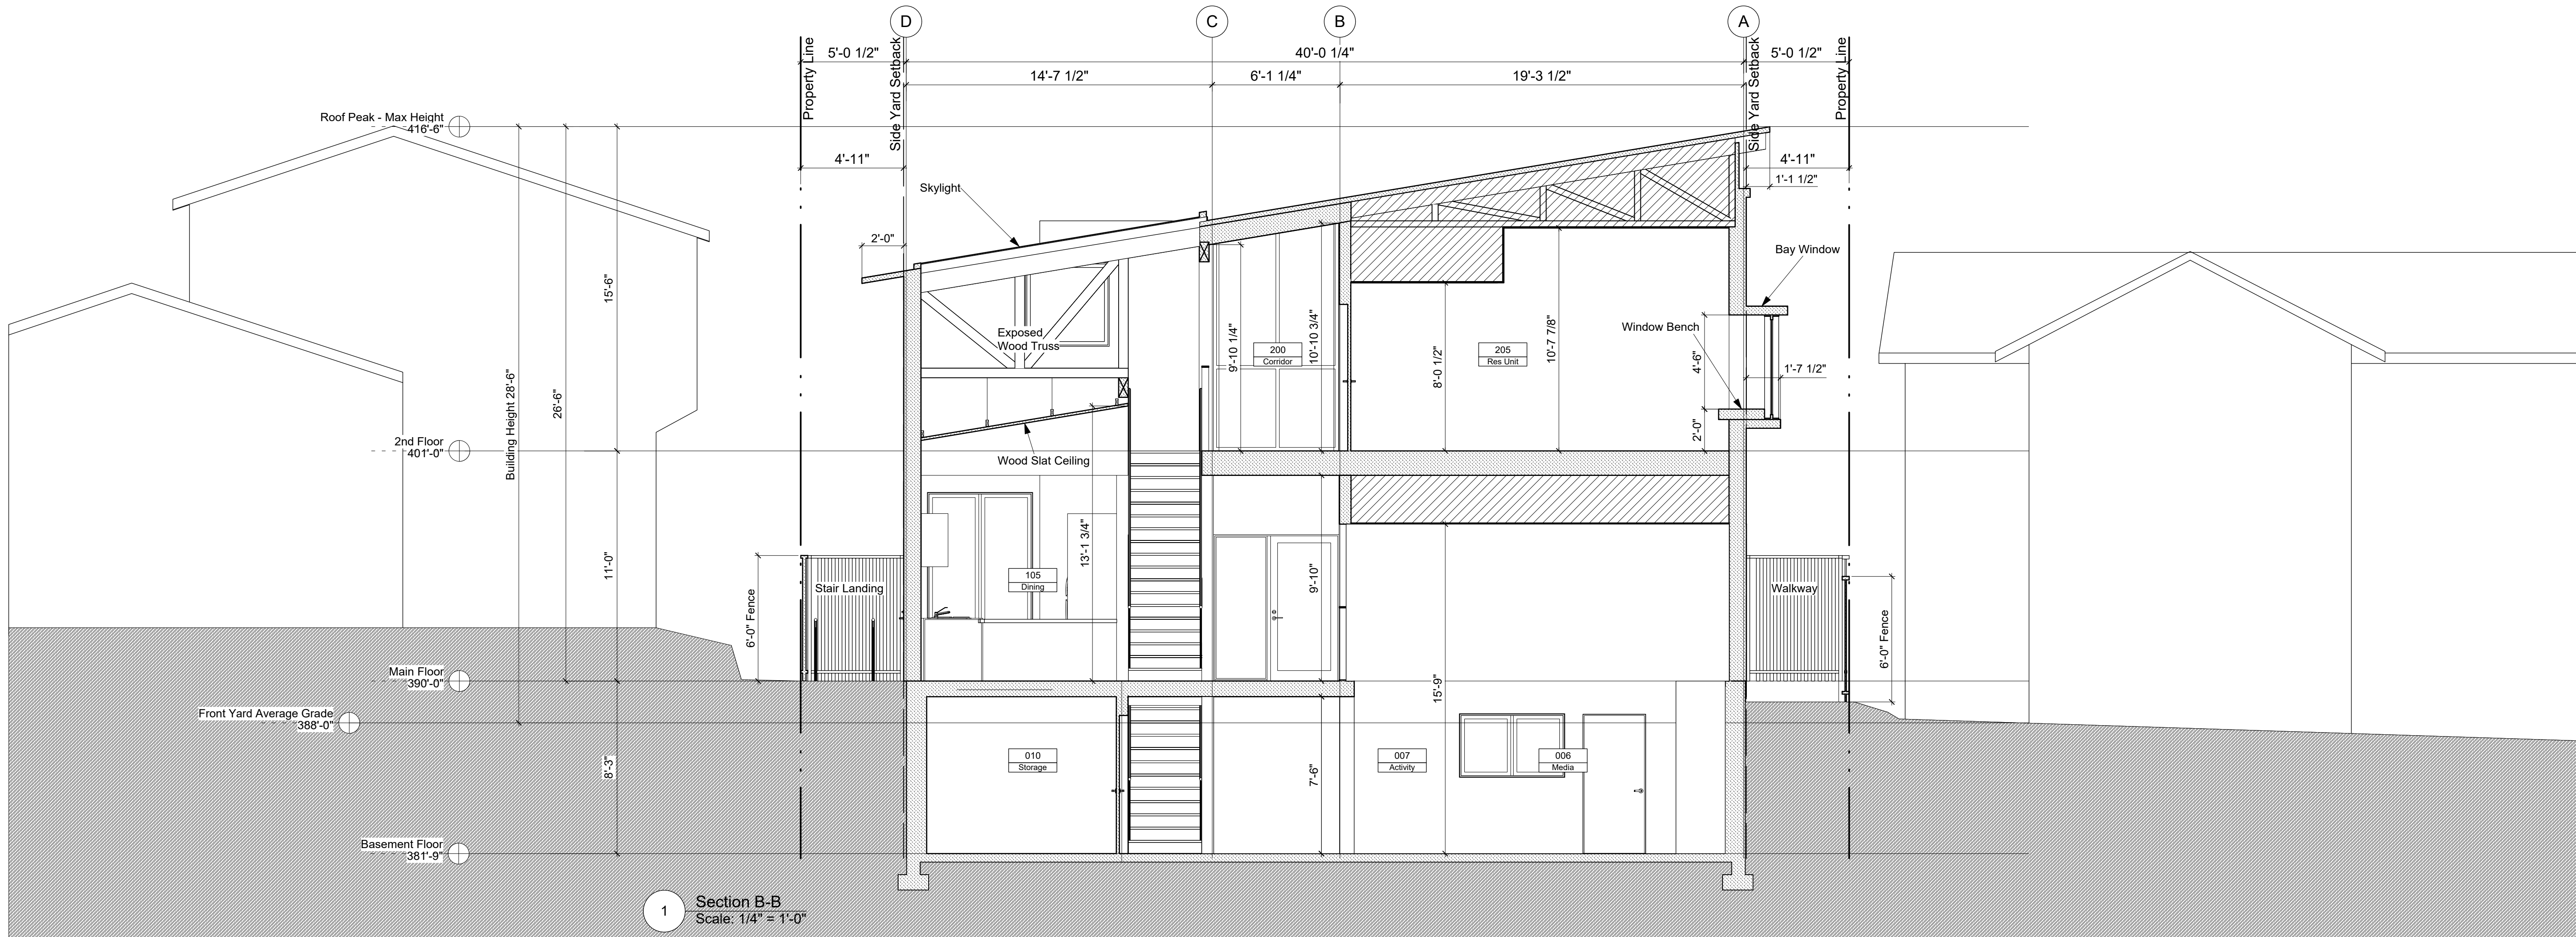 D
C
B
A
Property Line
Side Yard Setback
Side Yard Setback
Property Line
5'-0 1/2"
40'-0 1/4"
5'-0 1/2"
14'-7 1/2"
6'-1 1/4"
19'-3 1/2"
Roof Peak - Max Height
416'-6"
4'-11"
4'-11"
1'-1 1/2"
Skylight
2'-0"
Bay Window
15'-6"
Exposed
Wood Truss
9'-10 1/4"
200
Corridor
10'-10 3/4"
8'-0 1/2"
205
Res Unit
10'-7 7/8"
Window Bench
4'-6"
1'-7 1/2"
2'-0"
Building Height 28'-6"
26'-6"
2nd Floor
401'-0"
Wood Slat Ceiling
11'-0"
13'-1 3/4"
105
Dining
9'-10"
Stair Landing
6'-0" Fence
Walkway
6'-0" Fence
Main Floor
390'-0"
15'-9"
Front Yard Average Grade
388'-0"
8'-3"
010
Storage
7'-6"
007
Activity
006
Media
Basement Floor
381'-9"
1
Section B-B
Scale: 1/4" = 1'-0"